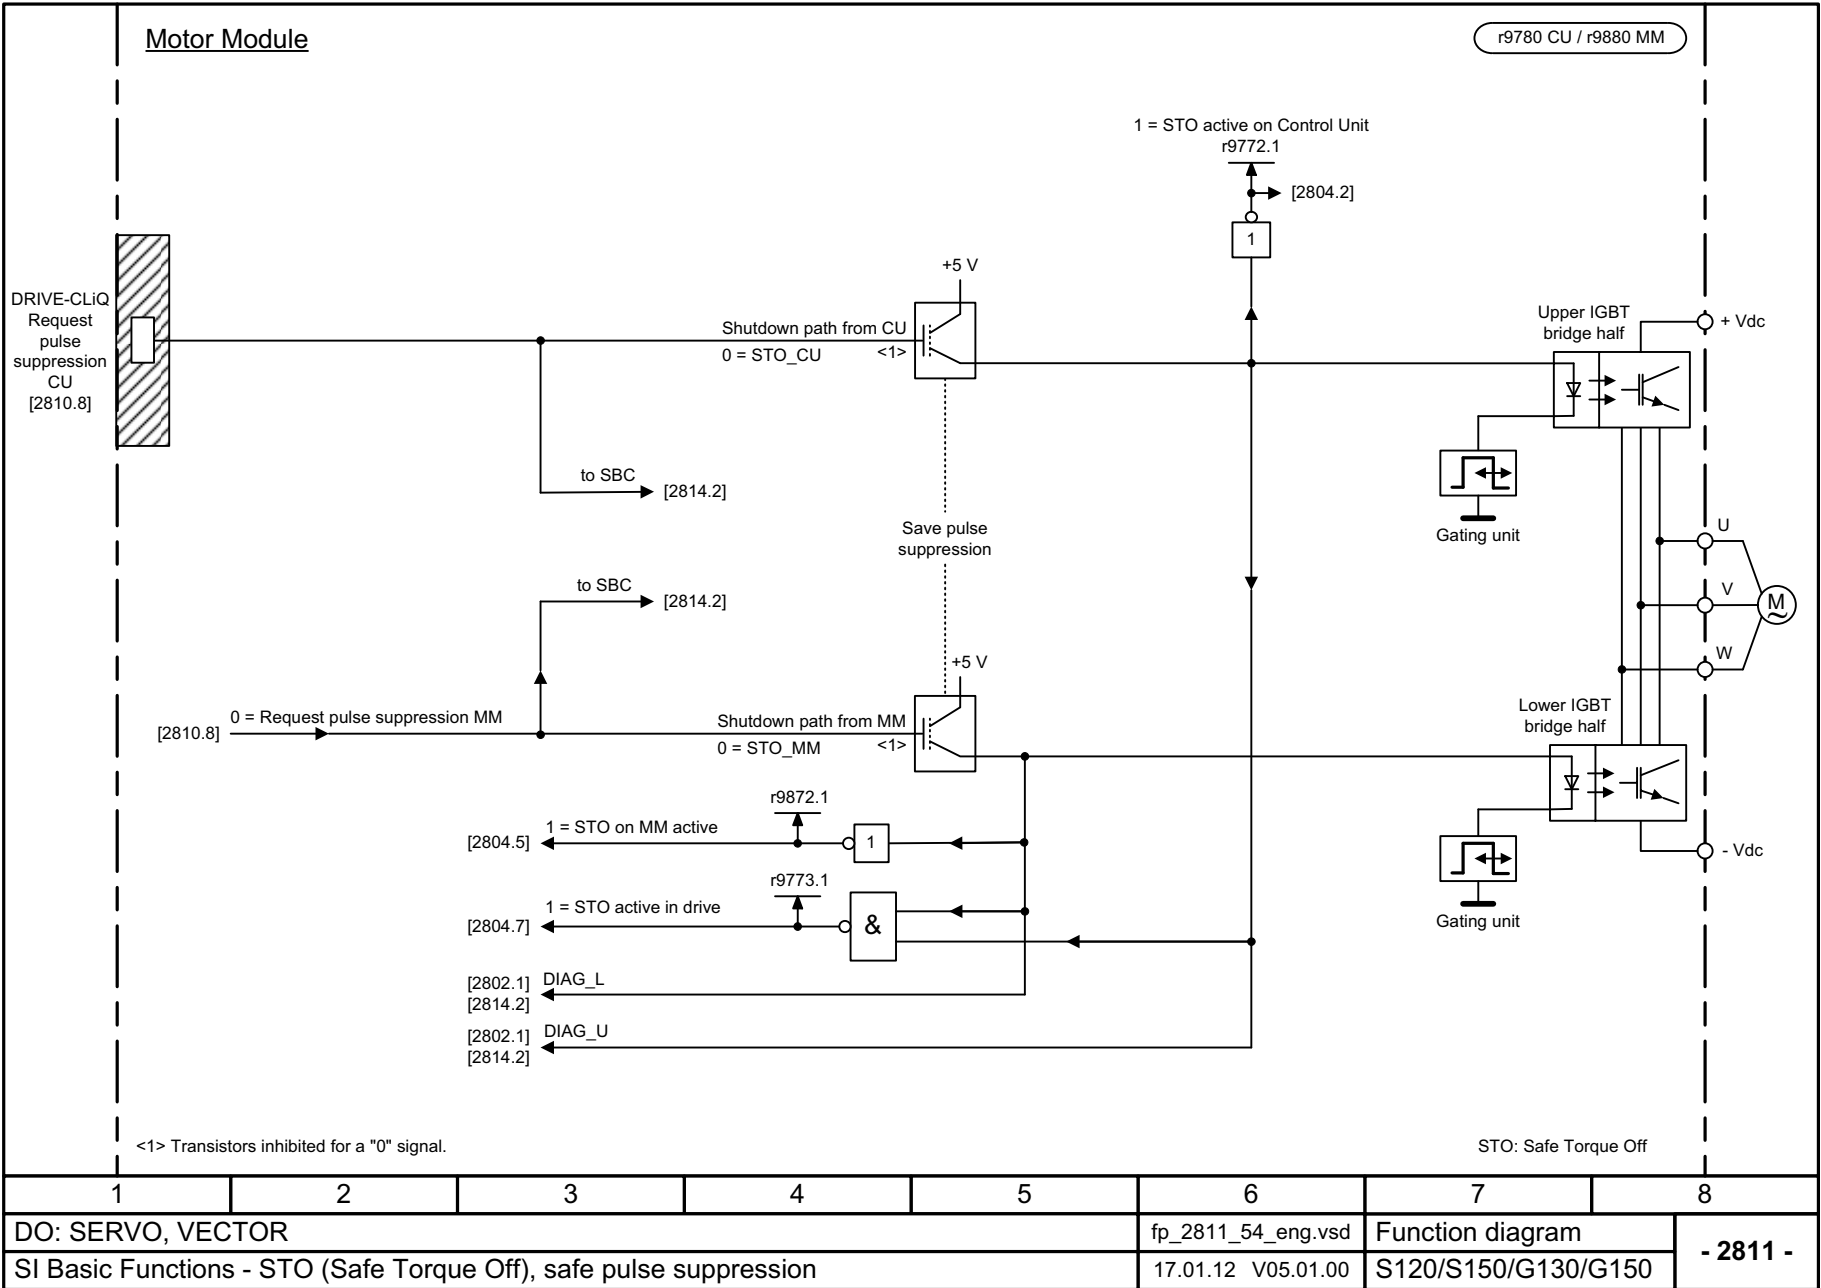 Motor Module
r9780 CU / r9880 MM
1 = STO active on Control Unit
r9772.1
[2804.2]
1
+5 V
DRIVE-CLiQ
Request
pulse
suppression
CU
[2810.8]
Shutdown path from CU
0 = STO_CU
<1>
Upper IGBT
bridge half
+ Vdc
to SBC
[2814.2]
Gating unit
Save pulse
suppression
U
V
W
M
~
to SBC
[2814.2]
+5 V
[2810.8]
0 = Request pulse suppression MM
Shutdown path from MM
0 = STO_MM
<1>
Lower IGBT
bridge half
r9872.1
[2804.5]
1 = STO on MM active
1
- Vdc
r9773.1
[2804.7]
1 = STO active in drive
&
Gating unit
[2802.1]
[2814.2]
DIAG_L
[2802.1]
[2814.2]
DIAG_U
<1> Transistors inhibited for a "0" signal.
STO: Safe Torque Off
1 2 3 4 5 6 7 8
DO: SERVO, VECTOR
fp_2811_54_eng.vsd
Function diagram
- 2811 -
SI Basic Functions - STO (Safe Torque Off), safe pulse suppression
17.01.12 V05.01.00
S120/S150/G130/G150